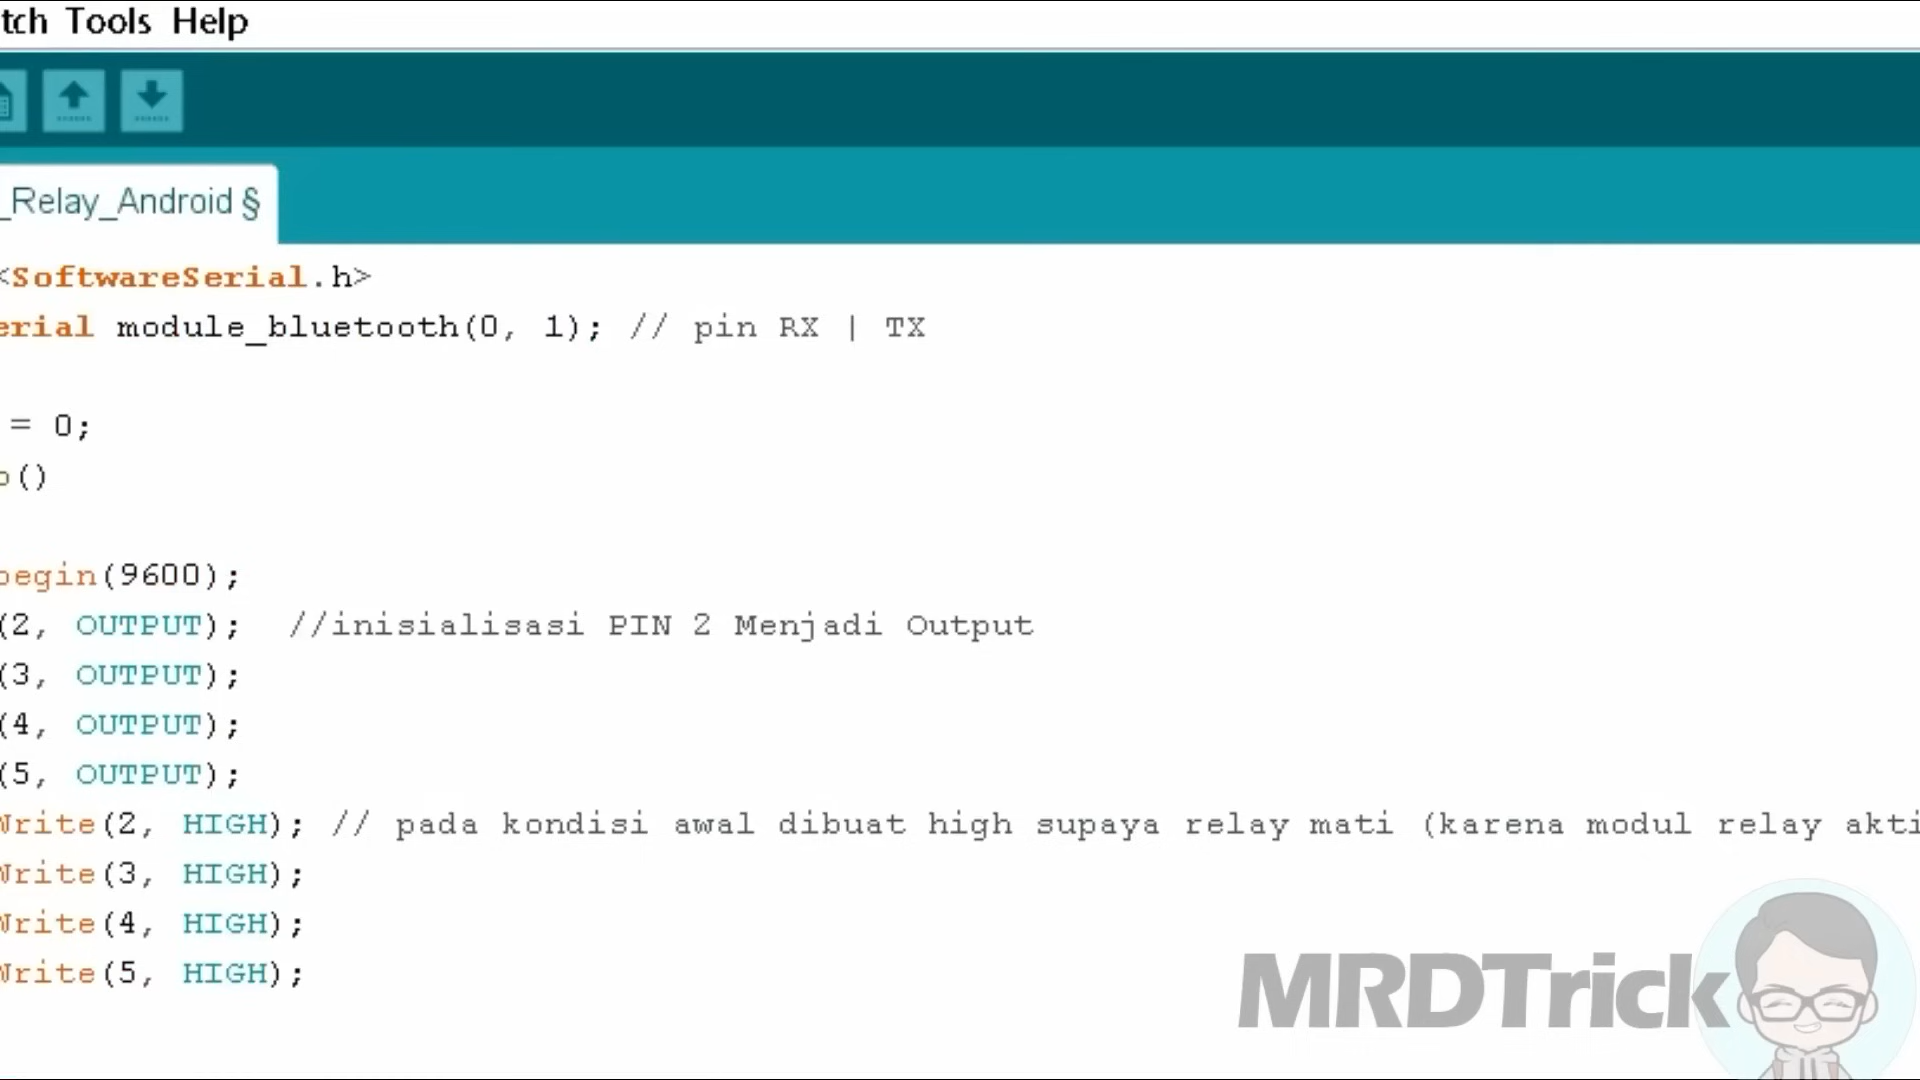 tch Tools Help
_Relay_Android §
<SoftwareSerial.h>
erial module_bluetooth(0, 1); // pin RX | TX
= 0;
p()
begin(9600);
(2, OUTPUT); //inisialisasi PIN 2 Menjadi Output
(3, OUTPUT);
(4, OUTPUT);
(5, OUTPUT);
Write(2, HIGH); // pada kondisi awal dibuat high supaya relay mati (karena modul relay akti
Write(3, HIGH);
Write(4, HIGH);
Write(5, HIGH);
MRDTrick